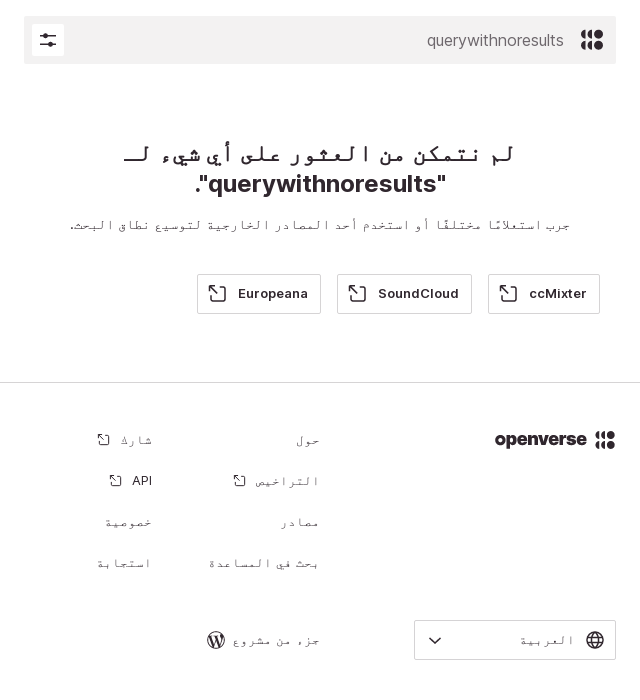 querywithnoresults
لم نتمكن من العثور على أي شيء لـ
"querywithnoresults".
جرب استعلامًا مختلفًا أو استخدم أحد المصادر الخارجية لتوسيع نطاق البحث.
ccMixter
SoundCloud
Europeana
openverse
حول
التراخيص
مصادر
بحث في المساعدة
شارك
API
خصوصية
استجابة
العربية
جزء من مشروع